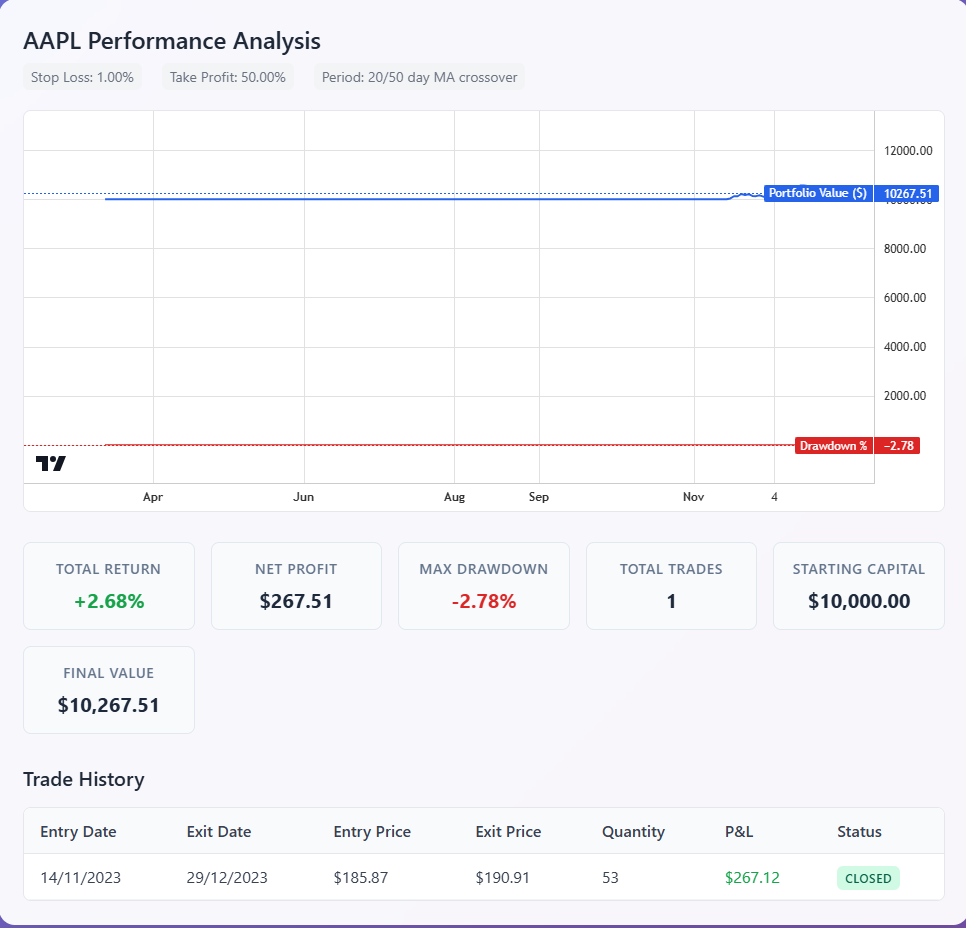 AAPL Performance Analysis
Stop Loss: 1.00% Take Profit: 50.00% Period: 20/50 day MA crossover
12000.00
Portfolio Value ($) 10267.51
10000.00
8000.00
6000.00
4000.00
2000.00
Drawdown % −2.78
Apr Jun Aug Sep Nov 4
TOTAL RETURN NET PROFIT MAX DRAWDOWN TOTAL TRADES STARTING CAPITAL
+2.68% $267.51 -2.78% 1 $10,000.00
FINAL VALUE
$10,267.51
Trade History
Entry Date Exit Date Entry Price Exit Price Quantity P&L Status
14/11/2023 29/12/2023 $185.87 $190.91 53 $267.12 CLOSED